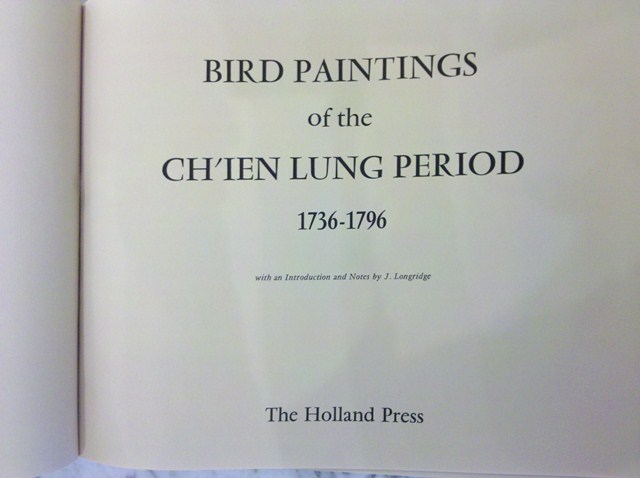 BIRD PAINTINGS
of the
CH'IEN LUNG PERIOD
1736-1796
with an Introduction and Notes by J. Longridge
The Holland Press